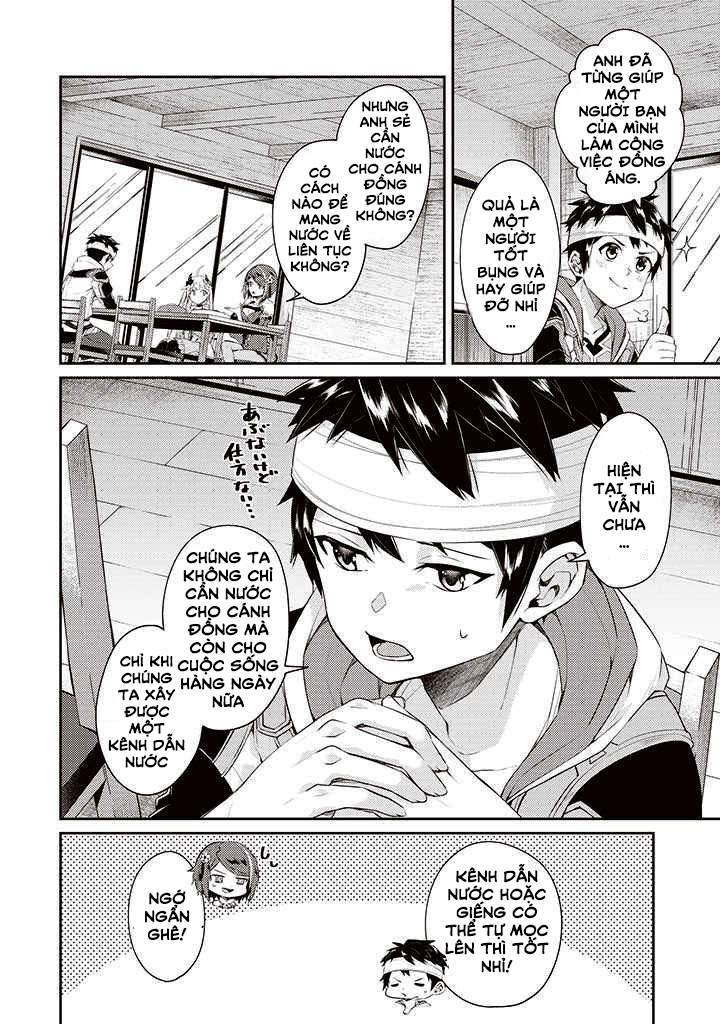 ANH ĐÃ
TỪNG GIÚP
MỘT
NGƯỜI BẠN
CỦA MÌNH
LÀM CÔNG
VIỆC ĐỒNG
ÁNG.
QUẢ LÀ
MỘT
NGƯỜI
TỐT
BỤNG VÀ
HAY GIÚP
ĐỠ NHỈ
...
NHƯNG
ANH SẼ
CẦN
NƯỚC
CHO CÁNH
ĐỒNG
ĐÚNG
KHÔNG?
CÓ
CÁCH
NÀO ĐỂ
MANG
NƯỚC VỀ
LIÊN TỤC
KHÔNG?
HIỆN
TẠI THÌ
VẪN
CHƯA
...
あぶないけど
仕方ない…
CHÚNG TA
KHÔNG CHỈ
CẦN NƯỚC
CHO CÁNH
ĐỒNG MÀ
CÒN CHO
CUỘC SỐNG
HÀNG NGÀY
NỮA
CHỈ KHI
CHÚNG
TA XÂY
ĐƯỢC
MỘT
KÊNH DẪN
NƯỚC
KÊNH DẪN
NƯỚC HOẶC
GIẾNG CÓ
THỂ TỰ MỌC
LÊN THÌ TỐT
NHỈ!
NGỚ
NGẨN
GHÊ!